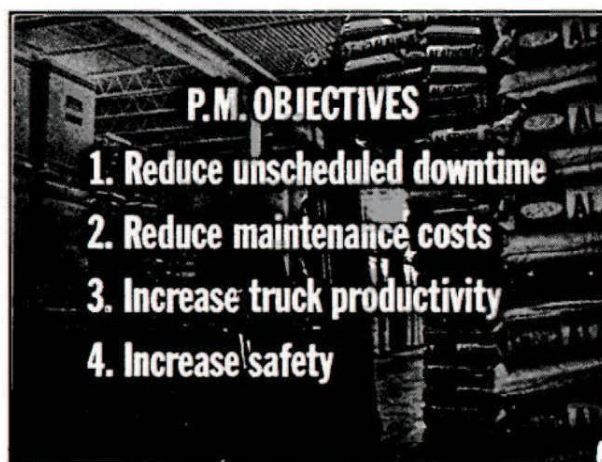 P.M. OBJECTIVES
1. Reduce unscheduled downtime
2. Reduce maintenance costs
3. Increase truck productivity
4. Increase safety